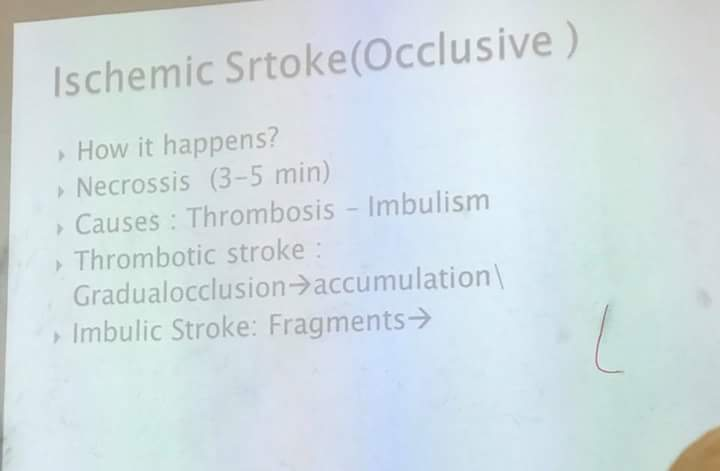 Ischemic Srtoke(Occlusive )
How it happens?
Necrossis (3-5 min)
Causes : Thrombosis – Imbulism
Thrombotic stroke :
Gradualocclusion→accumulation\
Imbulic Stroke: Fragments→